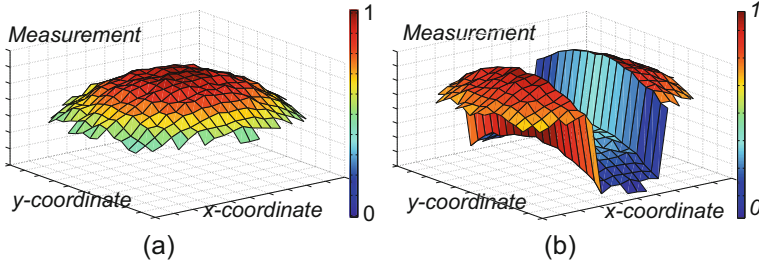 Measurement
1
0
y-coordinate
x-coordinate
(a)
Measurement
1
0
y-coordinate
x-coordinate
(b)